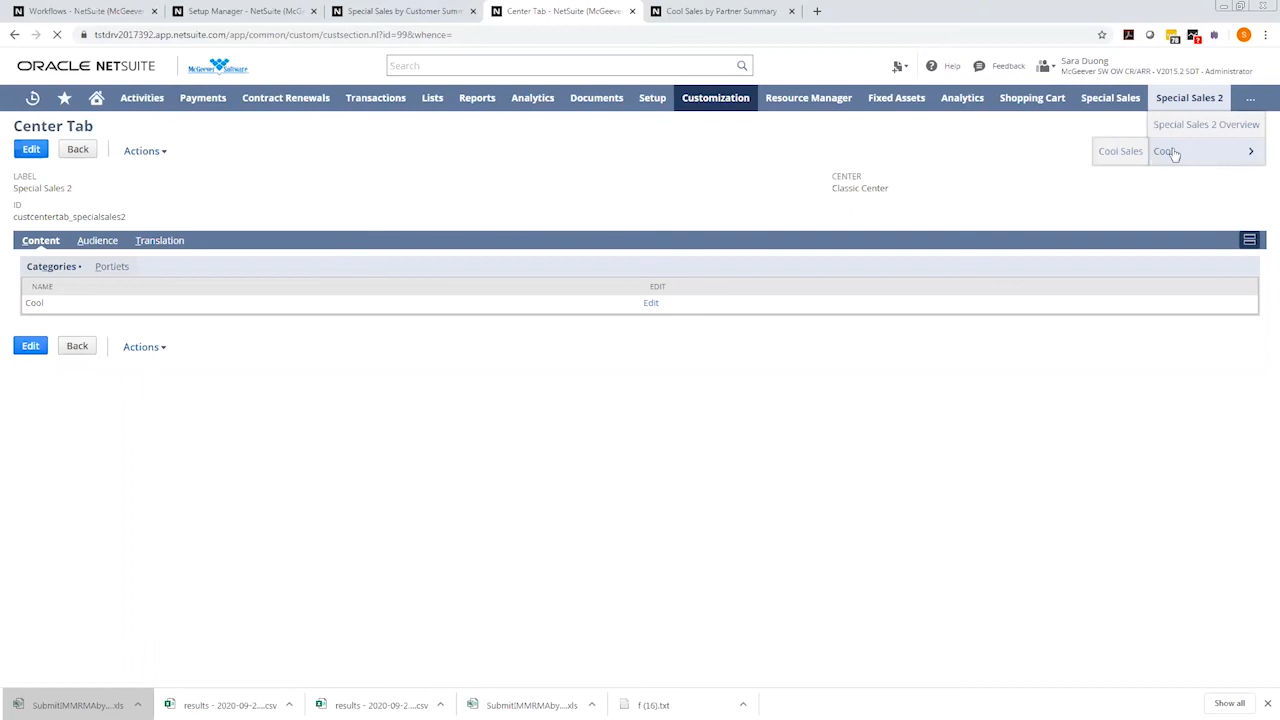 Workflows - NetSuite (McGeever
Setup Manager - NetSuite (McG
Special Sales by Customer Summ
Center Tab - NetSuite (McGeeve
Cool Sales by Partner Summary
tstdrv2017392.app.netsuite.com/app/common/custom/custsection.nl?id=99&whence=
78
S
ORACLE NETSUITE
McGeever Software
Search
Help
Feedback
Sara Duong
McGeever SW OW CR/ARR - V2015.2 SDT - Administrator
Activities
Payments
Contract Renewals
Transactions
Lists
Reports
Analytics
Documents
Setup
Customization
Resource Manager
Fixed Assets
Analytics
Shopping Cart
Special Sales
Special Sales 2
...
Center Tab
Special Sales 2 Overview
Edit
Back
Actions
Cool Sales
Cool
LABEL
Special Sales 2
CENTER
Classic Center
ID
custcentertab_specialsales2
Content
Audience
Translation
Categories •
Portlets
NAME
EDIT
Cool
Edit
Edit
Back
Actions
SubmitIMMRMAby....xls
results - 2020-09-2....csv
results - 2020-09-2....csv
SubmitIMMRMAby....xls
f (16).txt
Show all